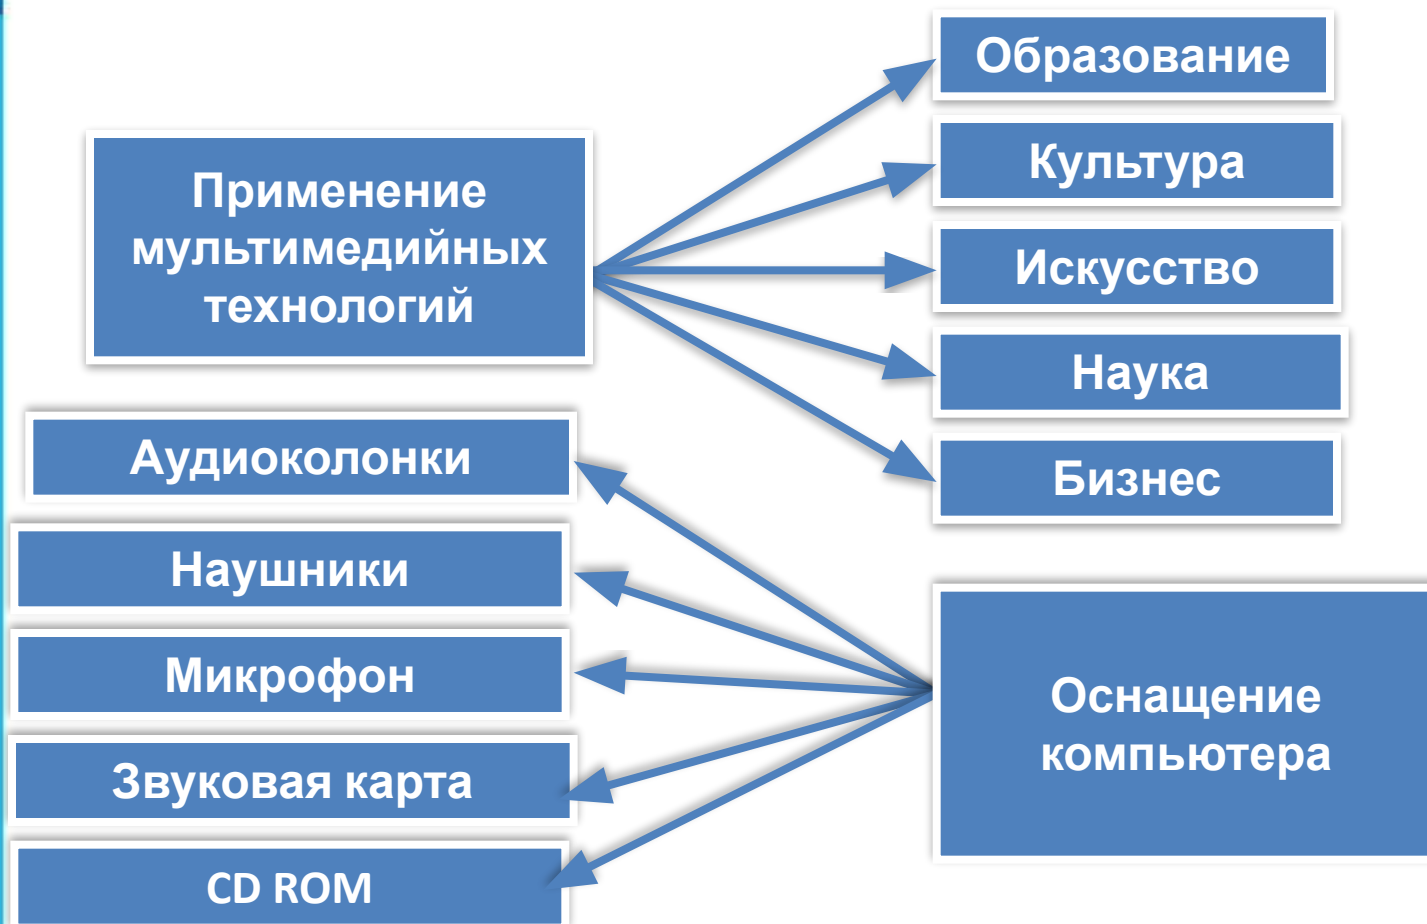 Применение
мультимедийных
технологий
Образование
Культура
Искусство
Наука
Бизнес
Аудиоколонки
Наушники
Микрофон
Звуковая карта
CD ROM
Оснащение
компьютера